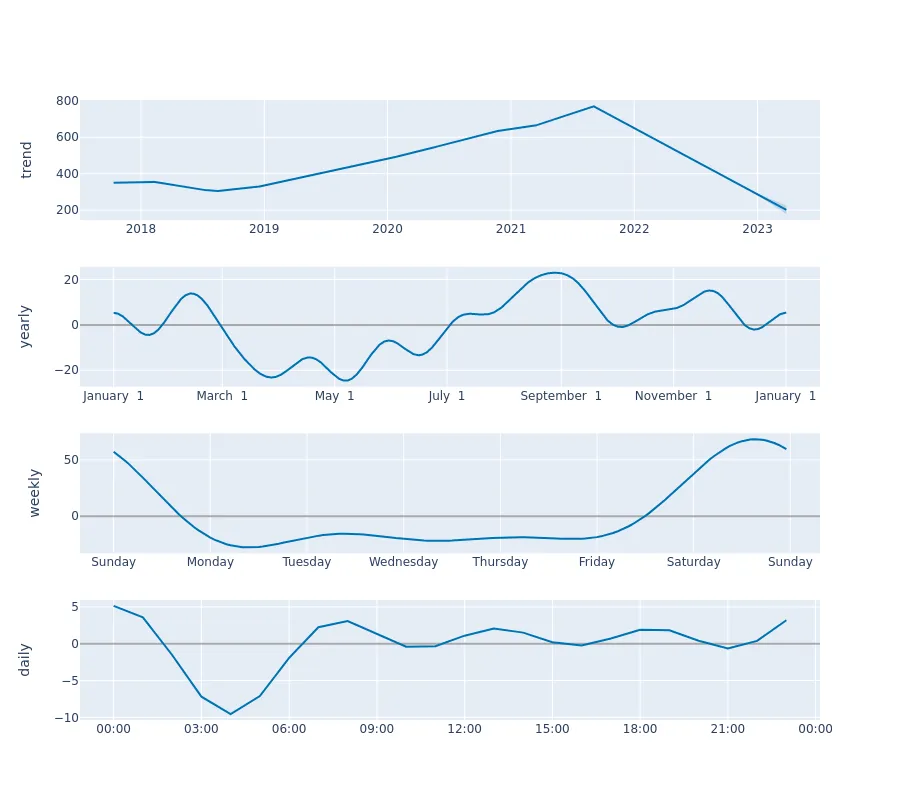 trend
800
600
400
200
2018 2019 2020 2021 2022 2023
yearly
20
0
−20
January 1 March 1 May 1 July 1 September 1 November 1 January 1
weekly
50
0
Sunday Monday Tuesday Wednesday Thursday Friday Saturday Sunday
daily
5
0
−5
−10
00:00 03:00 06:00 09:00 12:00 15:00 18:00 21:00 00:00